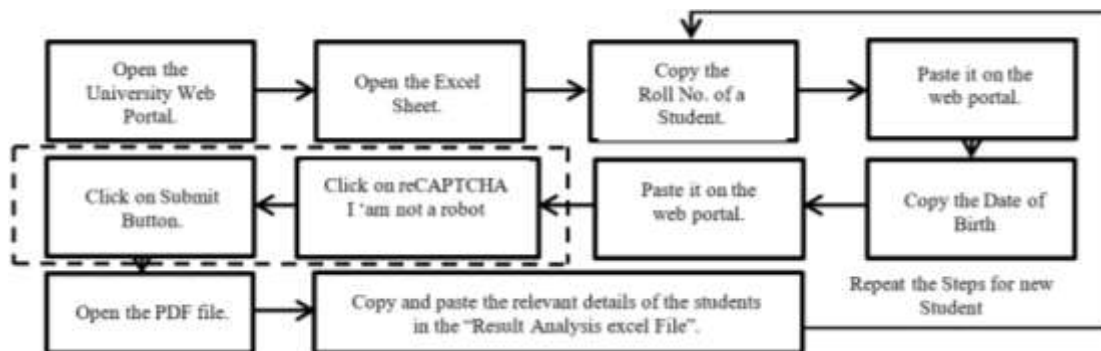 Open the
University Web
Portal.
Open the Excel
Sheet.
Copy the
Roll No. of a
Student.
Paste it on the
web portal.
Copy the Date of
Birth
Paste it on the
web portal.
Click on reCAPTCHA
I ‘am not a robot
Click on Submit
Button.
Open the PDF file.
Copy and paste the relevant details of the students
in the “Result Analysis excel File”.
Repeat the Steps for new
Student